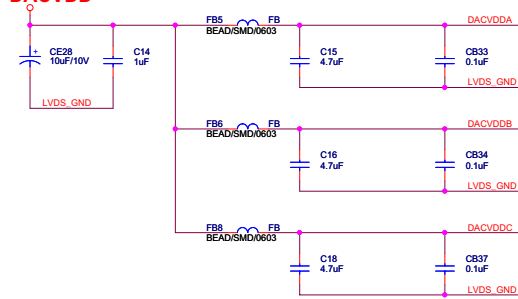 DACVDD
FB5 FB DACVDDA
BEAD/SMD/0603
+ CE28 C14 C15 CB33
10uF/10V 1uF 4.7uF 0.1uF
LVDS_GND LVDS_GND
FB6 FB DACVDDB
BEAD/SMD/0603
C16 CB34
4.7uF 0.1uF
LVDS_GND
FB8 FB DACVDDC
BEAD/SMD/0603
C18 CB37
4.7uF 0.1uF
LVDS_GND